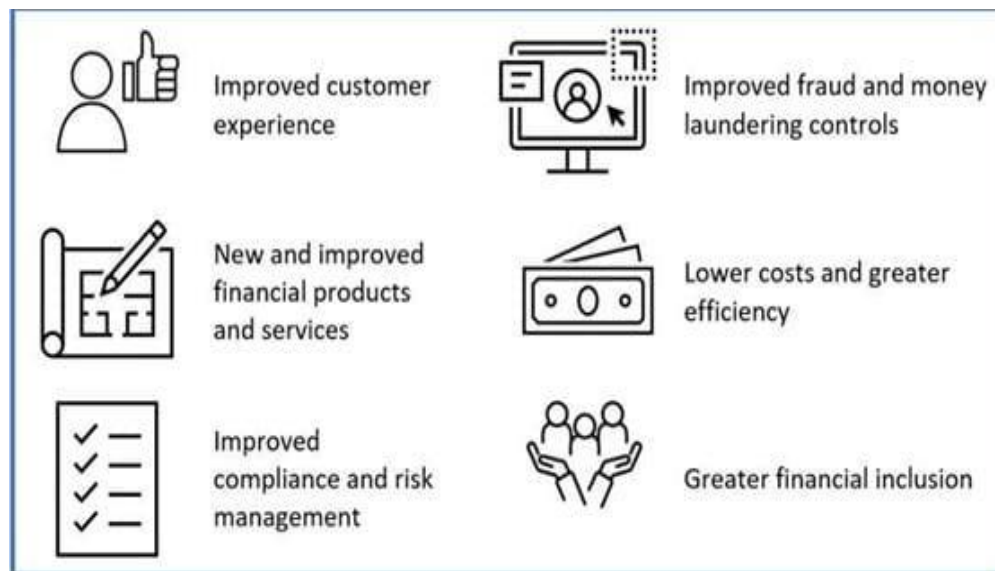 Improved customer
experience
Improved fraud and money
laundering controls
New and improved
financial products
and services
Lower costs and greater
efficiency
Improved
compliance and risk
management
Greater financial inclusion